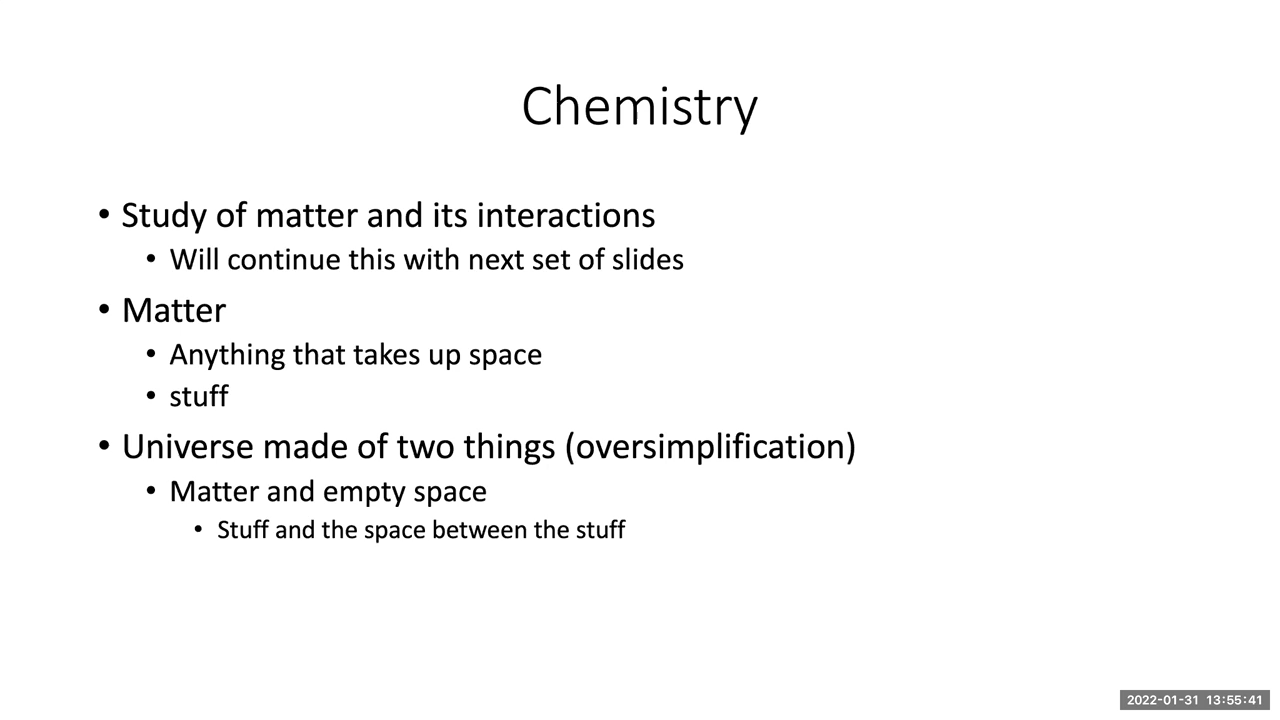 Chemistry
• Study of matter and its interactions
• Will continue this with next set of slides
• Matter
• Anything that takes up space
• stuff
• Universe made of two things (oversimplification)
• Matter and empty space
• Stuff and the space between the stuff
2022-01-31 13:55:41